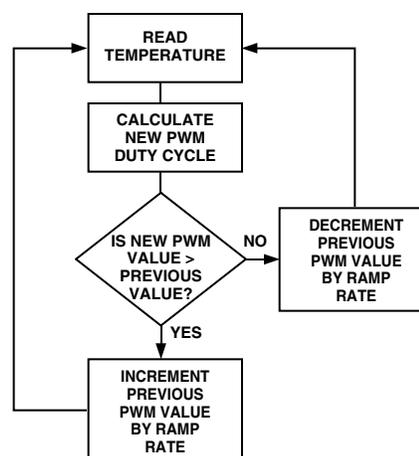 READ
TEMPERATURE
CALCULATE
NEW PWM
DUTY CYCLE
IS NEW PWM
VALUE >
PREVIOUS
VALUE?
NO
DECREMENT
PREVIOUS
PWM VALUE
BY RAMP
RATE
YES
INCREMENT
PREVIOUS
PWM VALUE
BY RAMP
RATE